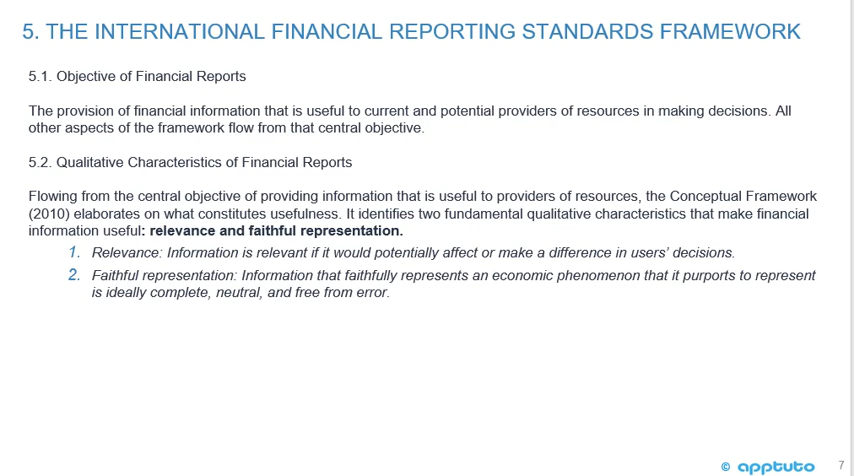 5. THE INTERNATIONAL FINANCIAL REPORTING STANDARDS FRAMEWORK
5.1. Objective of Financial Reports
The provision of financial information that is useful to current and potential providers of resources in making decisions. All
other aspects of the framework flow from that central objective.
5.2. Qualitative Characteristics of Financial Reports
Flowing from the central objective of providing information that is useful to providers of resources, the Conceptual Framework
(2010) elaborates on what constitutes usefulness. It identifies two fundamental qualitative characteristics that make financial
information useful: relevance and faithful representation.
1. Relevance: Information is relevant if it would potentially affect or make a difference in users’ decisions.
2. Faithful representation: Information that faithfully represents an economic phenomenon that it purports to represent
is ideally complete, neutral, and free from error.
© apptuto
7